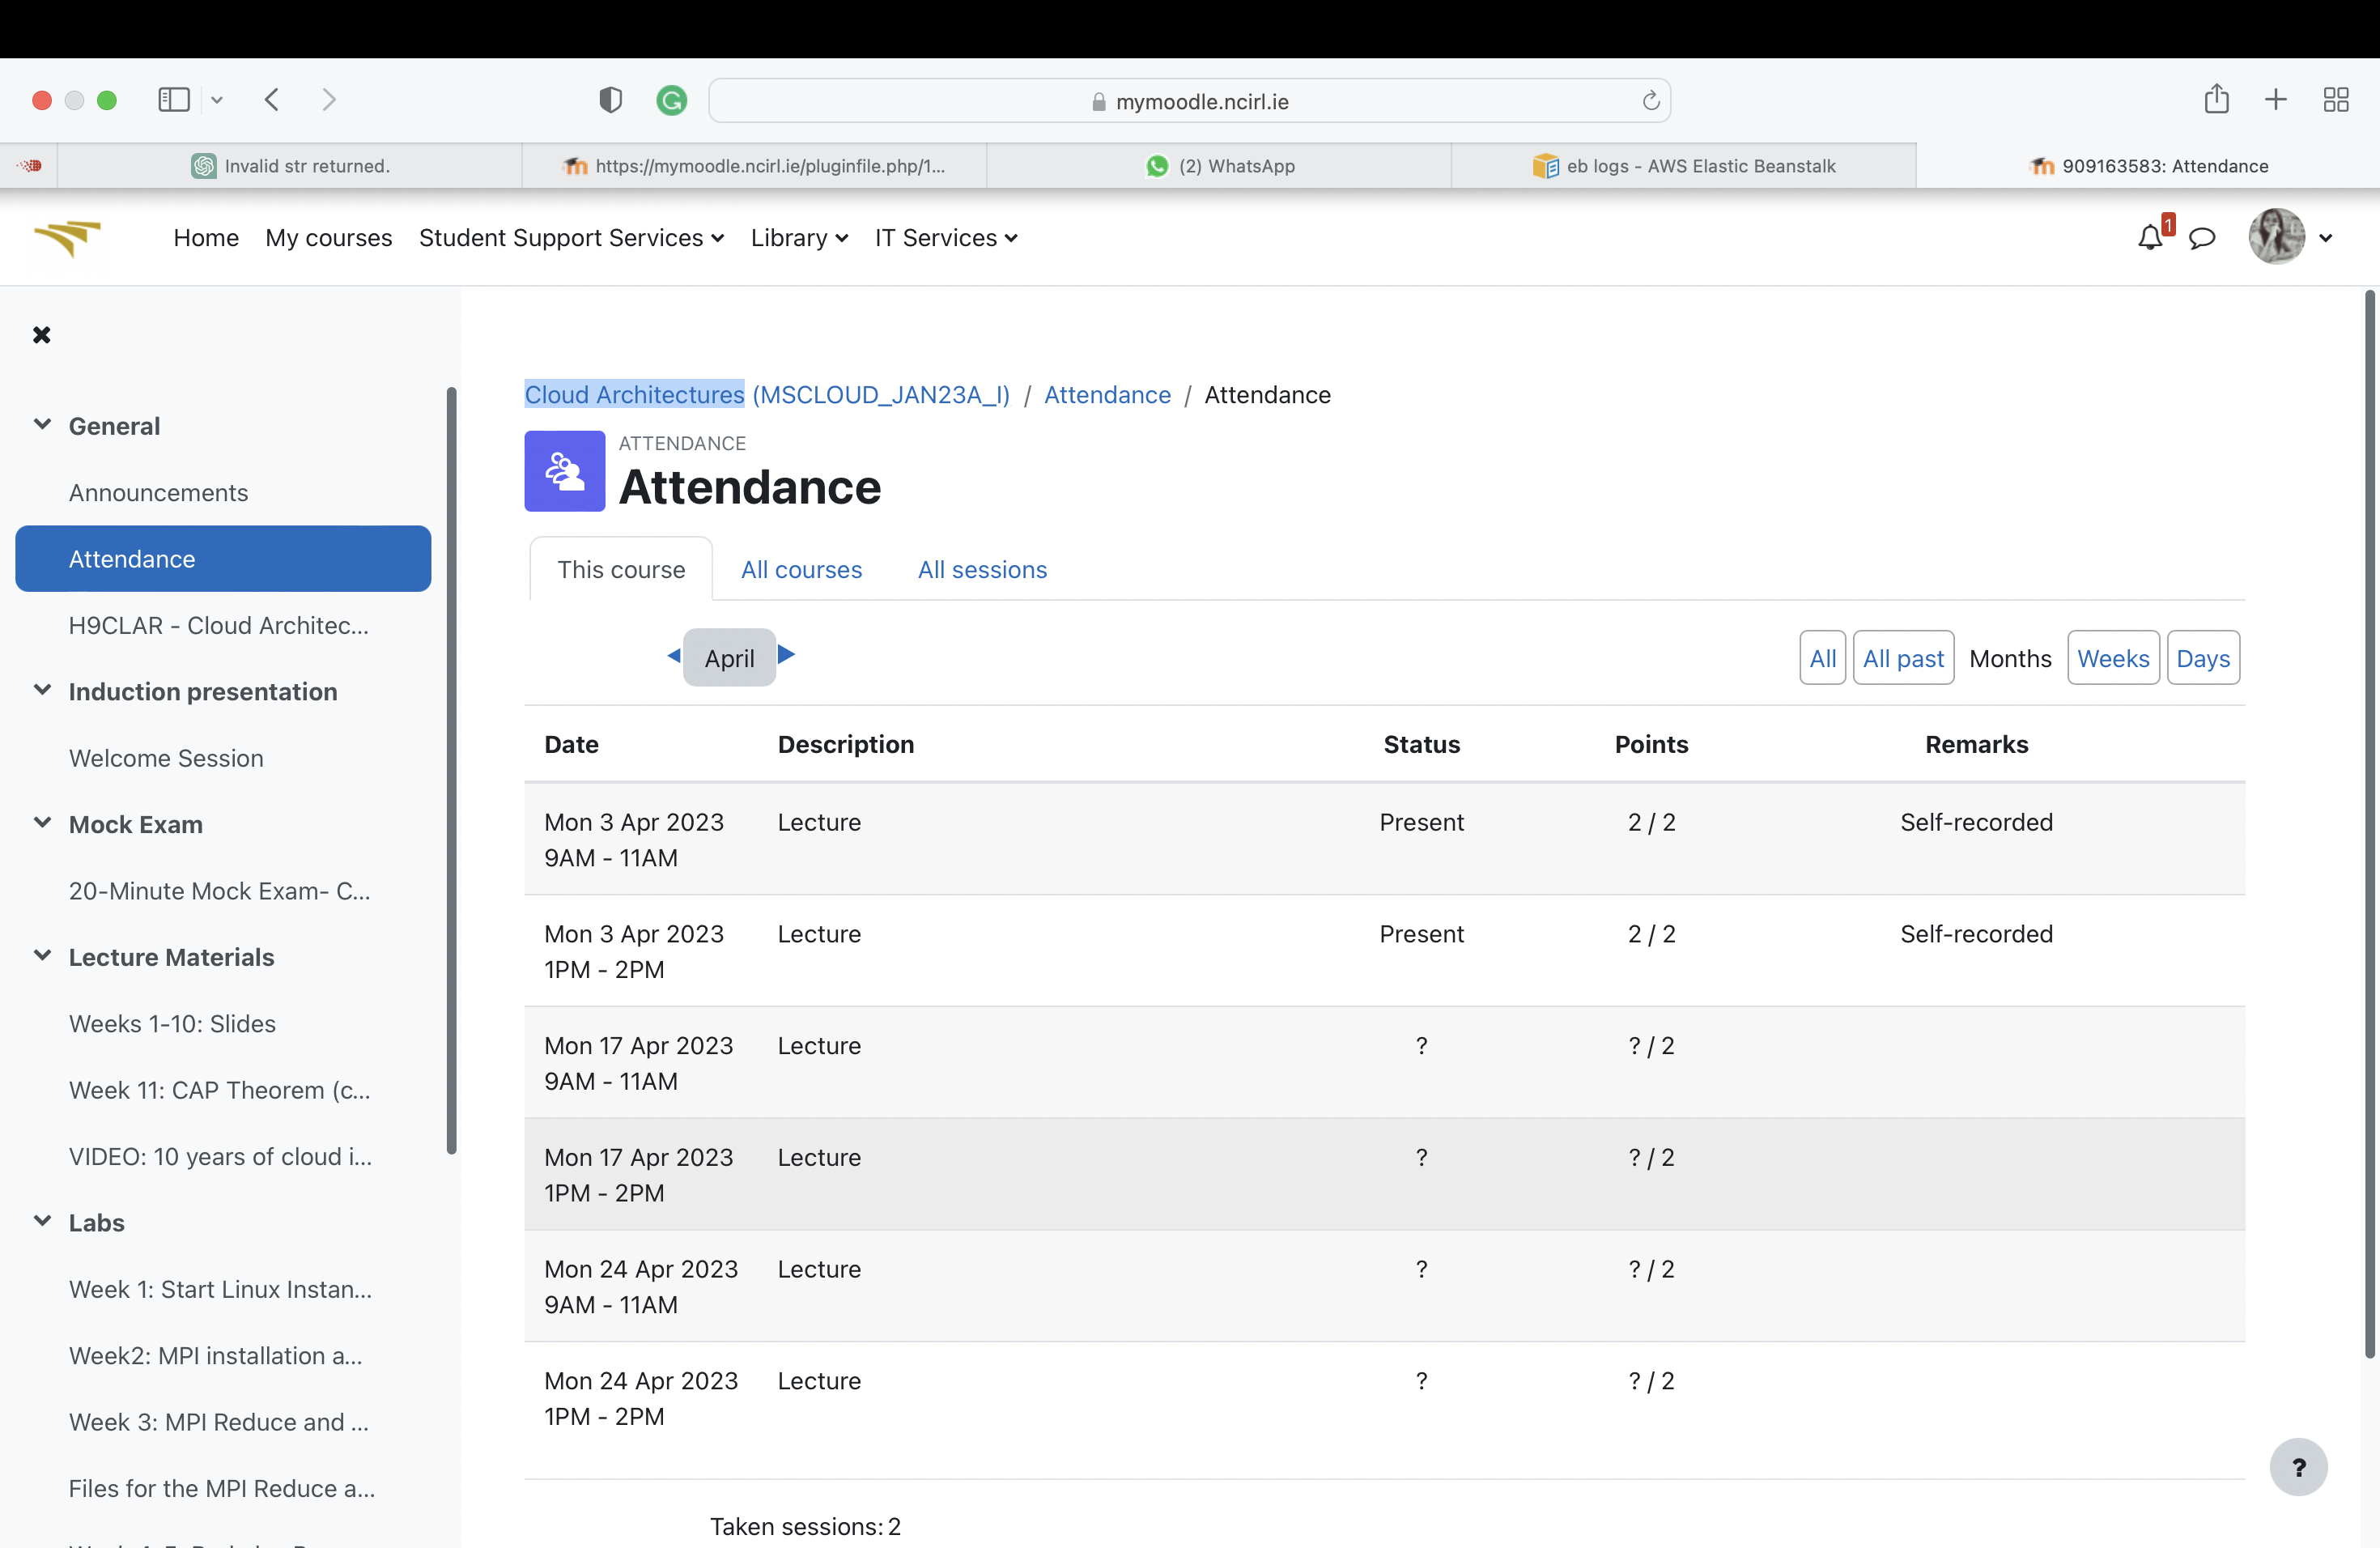 mymoodle.ncirl.ie
Invalid str returned.
https://mymoodle.ncirl.ie/pluginfile.php/1...
(2) WhatsApp
eb logs - AWS Elastic Beanstalk
909163583: Attendance
Home
My courses
Student Support Services
Library
IT Services
1
General
Announcements
Attendance
H9CLAR - Cloud Architec...
Induction presentation
Welcome Session
Mock Exam
20-Minute Mock Exam- C...
Lecture Materials
Weeks 1-10: Slides
Week 11: CAP Theorem (c...
VIDEO: 10 years of cloud i...
Labs
Week 1: Start Linux Instan...
Week2: MPI installation a...
Week 3: MPI Reduce and ...
Files for the MPI Reduce a...
Cloud Architectures (MSCLOUD_JAN23A_I) / Attendance / Attendance
ATTENDANCE
Attendance
This course
All courses
All sessions
April
All
All past
Months
Weeks
Days
Date Description Status Points Remarks
Mon 3 Apr 2023 Lecture Present 2 / 2 Self-recorded
9AM - 11AM
Mon 3 Apr 2023 Lecture Present 2 / 2 Self-recorded
1PM - 2PM
Mon 17 Apr 2023 Lecture ? ? / 2
9AM - 11AM
Mon 17 Apr 2023 Lecture ? ? / 2
1PM - 2PM
Mon 24 Apr 2023 Lecture ? ? / 2
9AM - 11AM
Mon 24 Apr 2023 Lecture ? ? / 2
1PM - 2PM
Taken sessions: 2
?